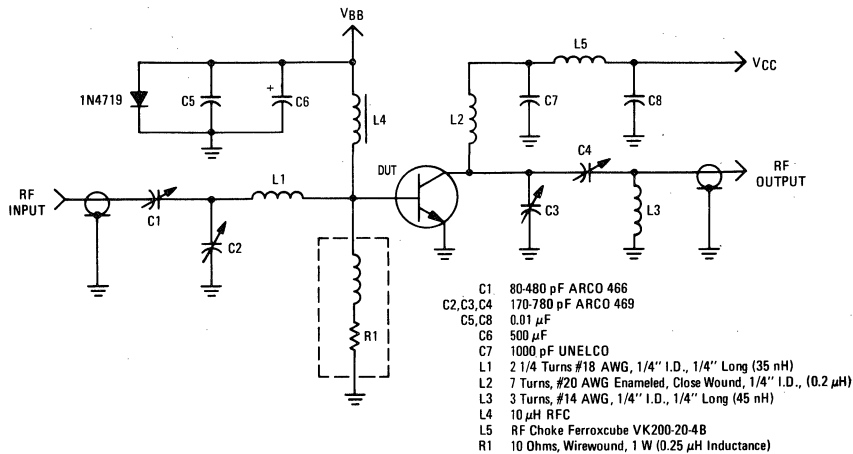 VBB
L5
VCC
1N4719
C5
+
C6
L4
L2
C7
C8
DUT
C4
RF INPUT
L1
RF OUTPUT
C1
C2
C3
L3
R1
C1 80-480 pF ARCO 466
C2,C3,C4 170-780 pF ARCO 469
C5,C8 0.01 μF
C6 500 μF
C7 1000 pF UNELCO
L1 2 1/4 Turns #18 AWG, 1/4" I.D., 1/4" Long (35 nH)
L2 7 Turns, #20 AWG Enameled, Close Wound, 1/4" I.D., (0.2 μH)
L3 3 Turns, #14 AWG, 1/4" I.D., 1/4" Long (45 nH)
L4 10 μH RFC
L5 RF Choke Ferroxcube VK200-20-4B
R1 10 Ohms, Wirewound, 1 W (0.25 μH Inductance)